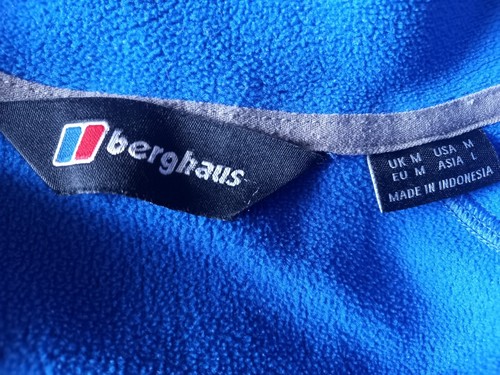 berghaus
UK M USA M
EU M ASIA L
MADE IN INDONESIA